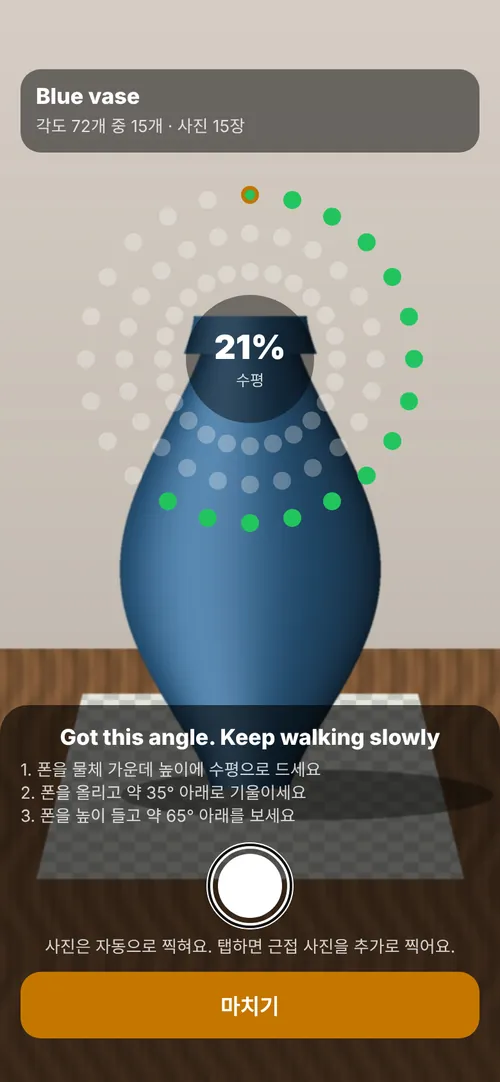 Blue vase
각도 72개 중 15개 · 사진 15장
21%
수평
Got this angle. Keep walking slowly
1. 폰을 물체 가운데 높이에 수평으로 드세요
2. 폰을 올리고 약 35° 아래로 기울이세요
3. 폰을 높이 들고 약 65° 아래를 보세요
사진은 자동으로 찍혀요. 탭하면 근접 사진을 추가로 찍어요.
마치기